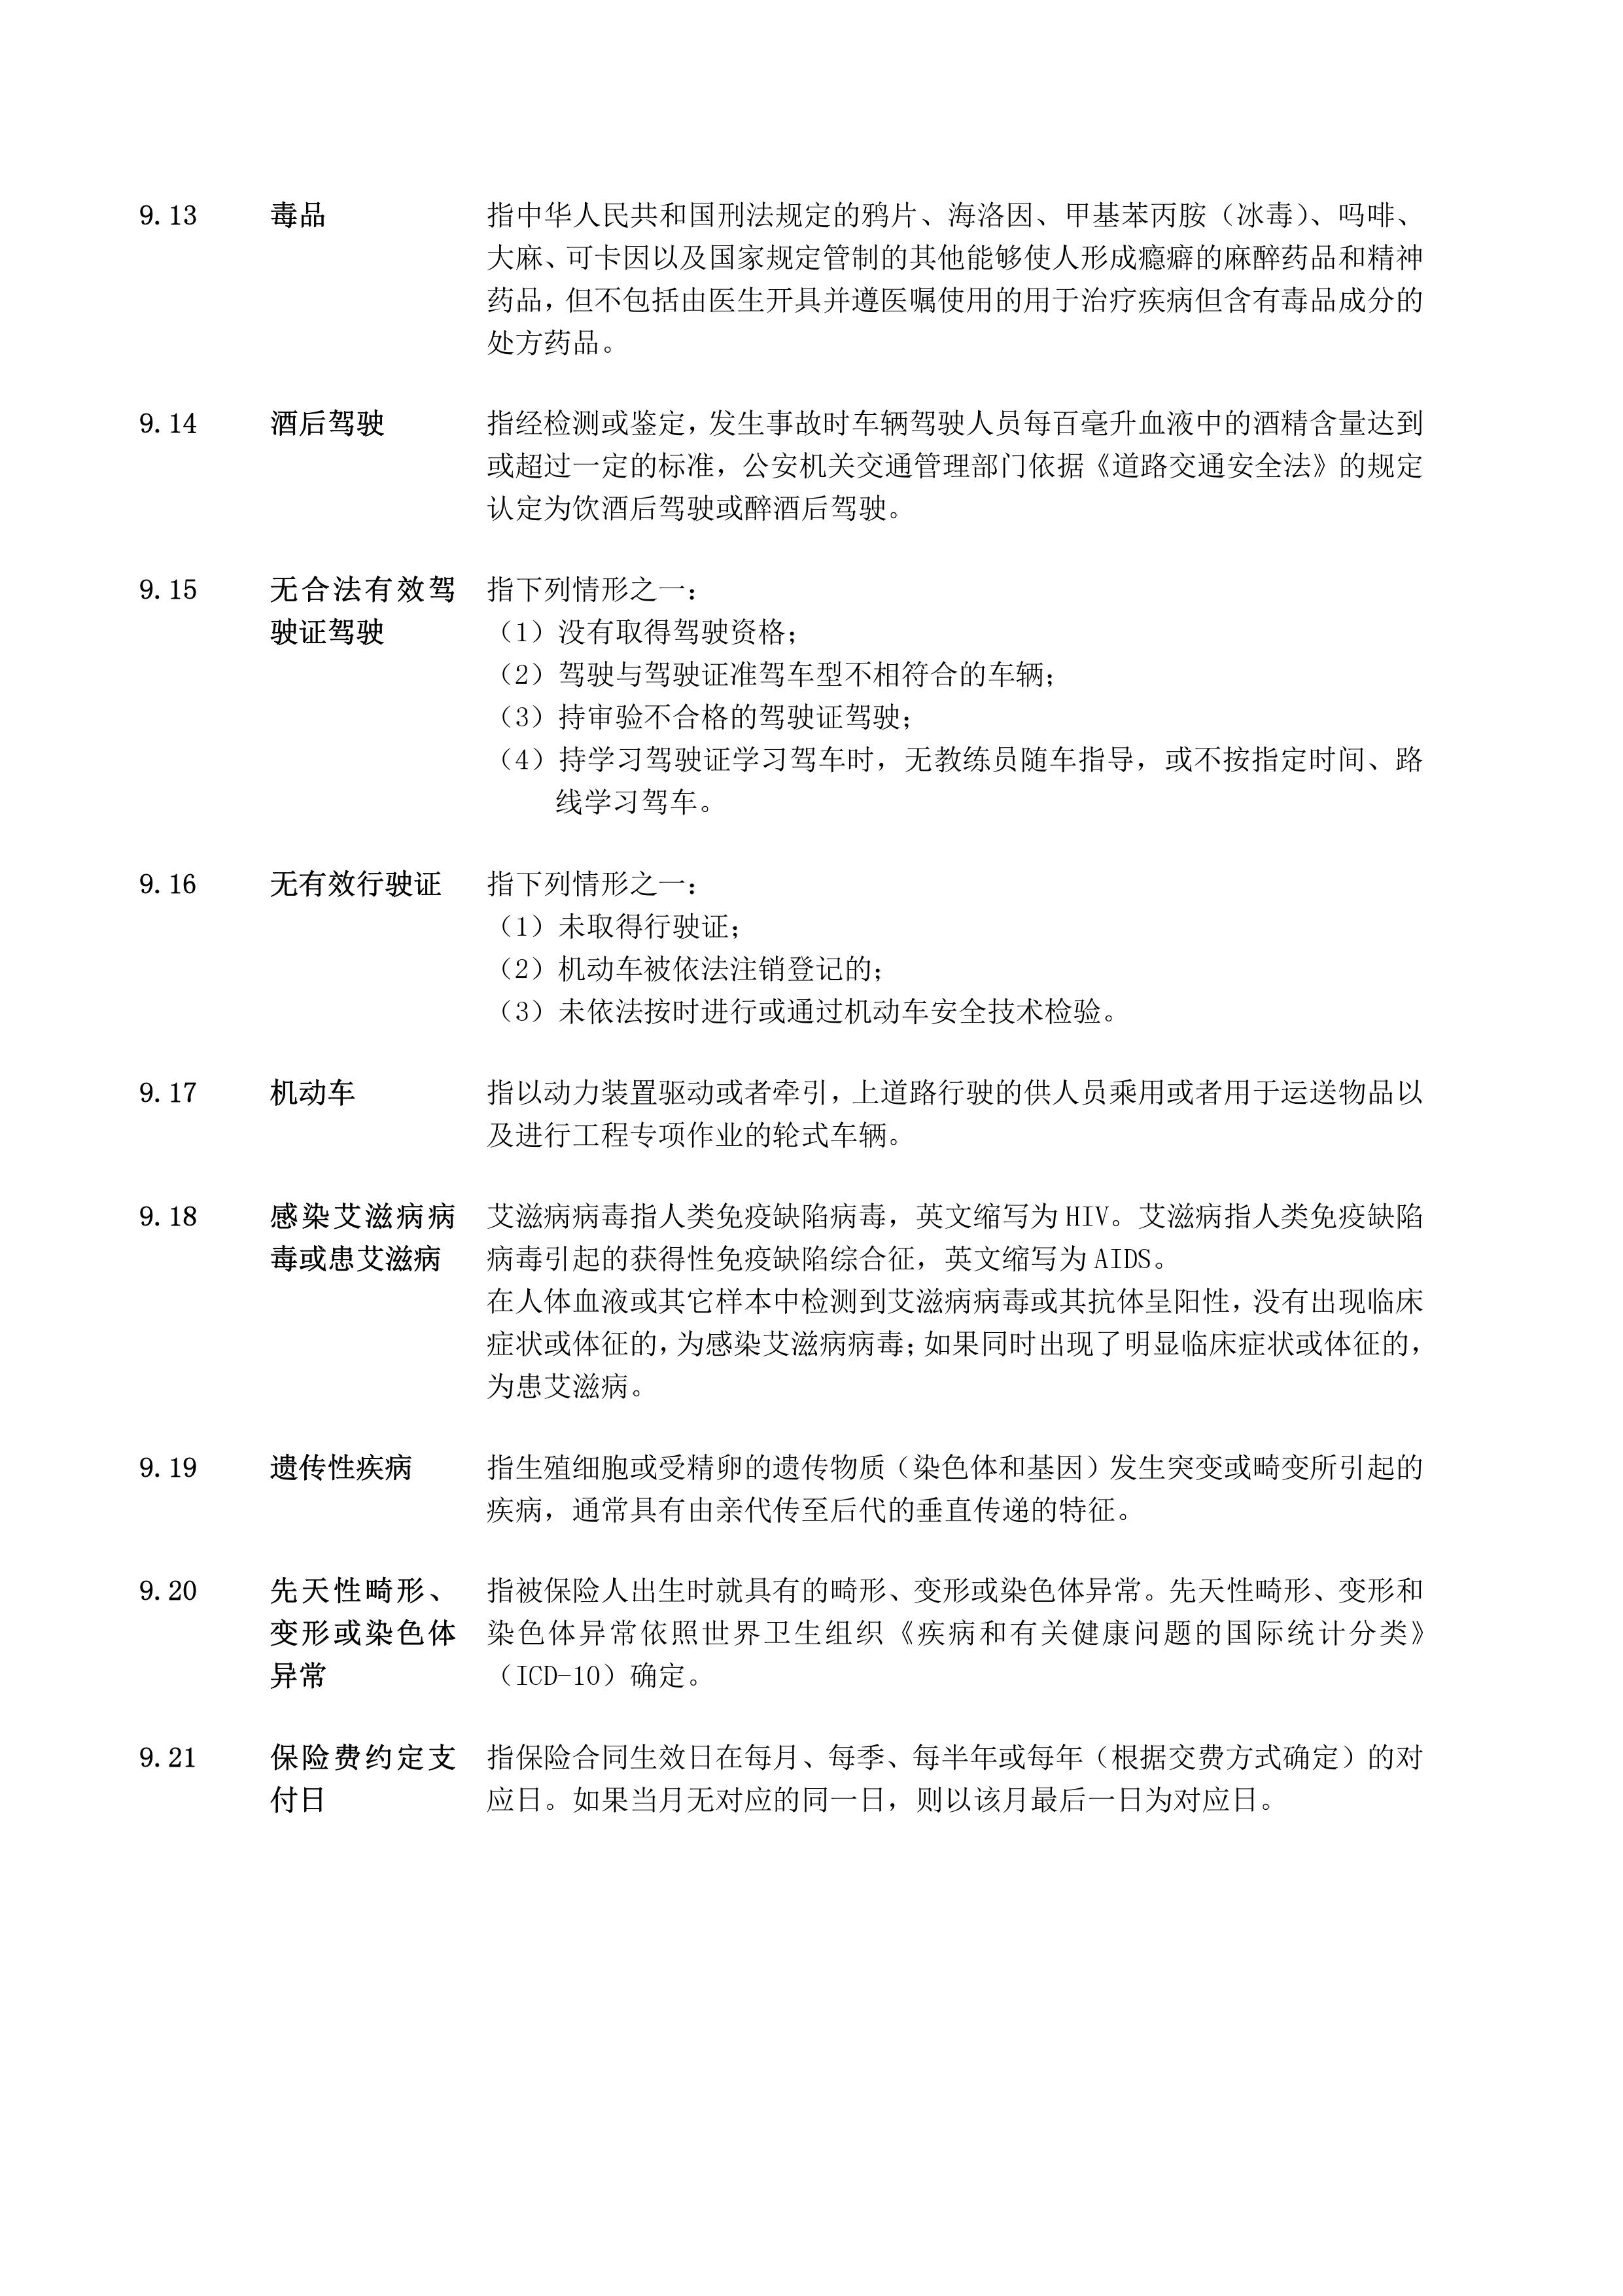 9.13 毒品 指中华人民共和国刑法规定的鸦片、海洛因、甲基苯丙胺（冰毒）、吗啡、
大麻、可卡因以及国家规定管制的其他能够使人形成瘾癖的麻醉药品和精神
药品，但不包括由医生开具并遵医嘱使用的用于治疗疾病但含有毒品成分的
处方药品。
9.14 酒后驾驶 指经检测或鉴定，发生事故时车辆驾驶人员每百毫升血液中的酒精含量达到
或超过一定的标准，公安机关交通管理部门依据《道路交通安全法》的规定
认定为饮酒后驾驶或醉酒后驾驶。
9.15 无合法有效驾 指下列情形之一：
驶证驾驶 （1）没有取得驾驶资格；
（2）驾驶与驾驶证准驾车型不相符合的车辆；
（3）持审验不合格的驾驶证驾驶；
（4）持学习驾驶证学习驾车时，无教练员随车指导，或不按指定时间、路
线学习驾车。
9.16 无有效行驶证 指下列情形之一：
（1）未取得行驶证；
（2）机动车被依法注销登记的；
（3）未依法按时进行或通过机动车安全技术检验。
9.17 机动车 指以动力装置驱动或者牵引，上道路行驶的供人员乘用或者用于运送物品以
及进行工程专项作业的轮式车辆。
9.18 感染艾滋病病 艾滋病病毒指人类免疫缺陷病毒，英文缩写为 HIV。艾滋病指人类免疫缺陷
毒或患艾滋病 病毒引起的获得性免疫缺陷综合征，英文缩写为 AIDS。
在人体血液或其它样本中检测到艾滋病病毒或其抗体呈阳性，没有出现临床
症状或体征的，为感染艾滋病病毒；如果同时出现了明显临床症状或体征的，
为患艾滋病。
9.19 遗传性疾病 指生殖细胞或受精卵的遗传物质（染色体和基因）发生突变或畸变所引起的
疾病，通常具有由亲代传至后代的垂直传递的特征。
9.20 先天性畸形、 指被保险人出生时就具有的畸形、变形或染色体异常。先天性畸形、变形和
变形或染色体 染色体异常依照世界卫生组织《疾病和有关健康问题的国际统计分类》
异常 （ICD-10）确定。
9.21 保险费约定支 指保险合同生效日在每月、每季、每半年或每年（根据交费方式确定）的对
付日 应日。如果当月无对应的同一日，则以该月最后一日为对应日。